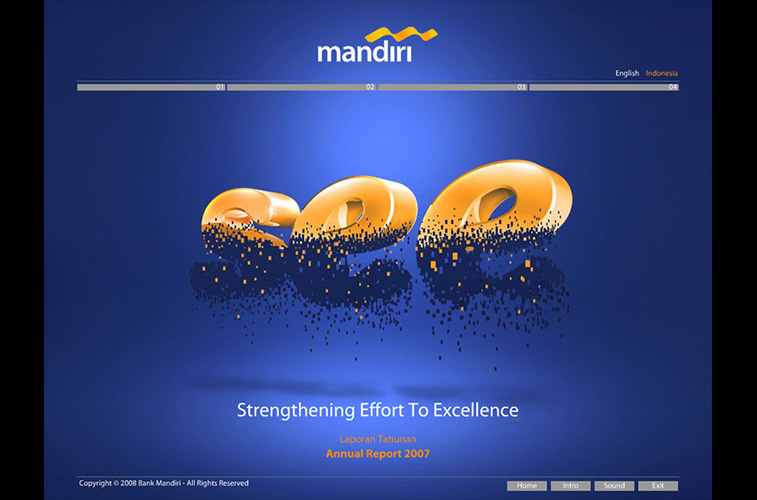 mandiri
English Indonesia
01 02 03 04
see
Strengthening Effort To Excellence
Laporan Tahunan
Annual Report 2007
Copyright © 2008 Bank Mandiri - All Rights Reserved
Home Intro Sound Exit